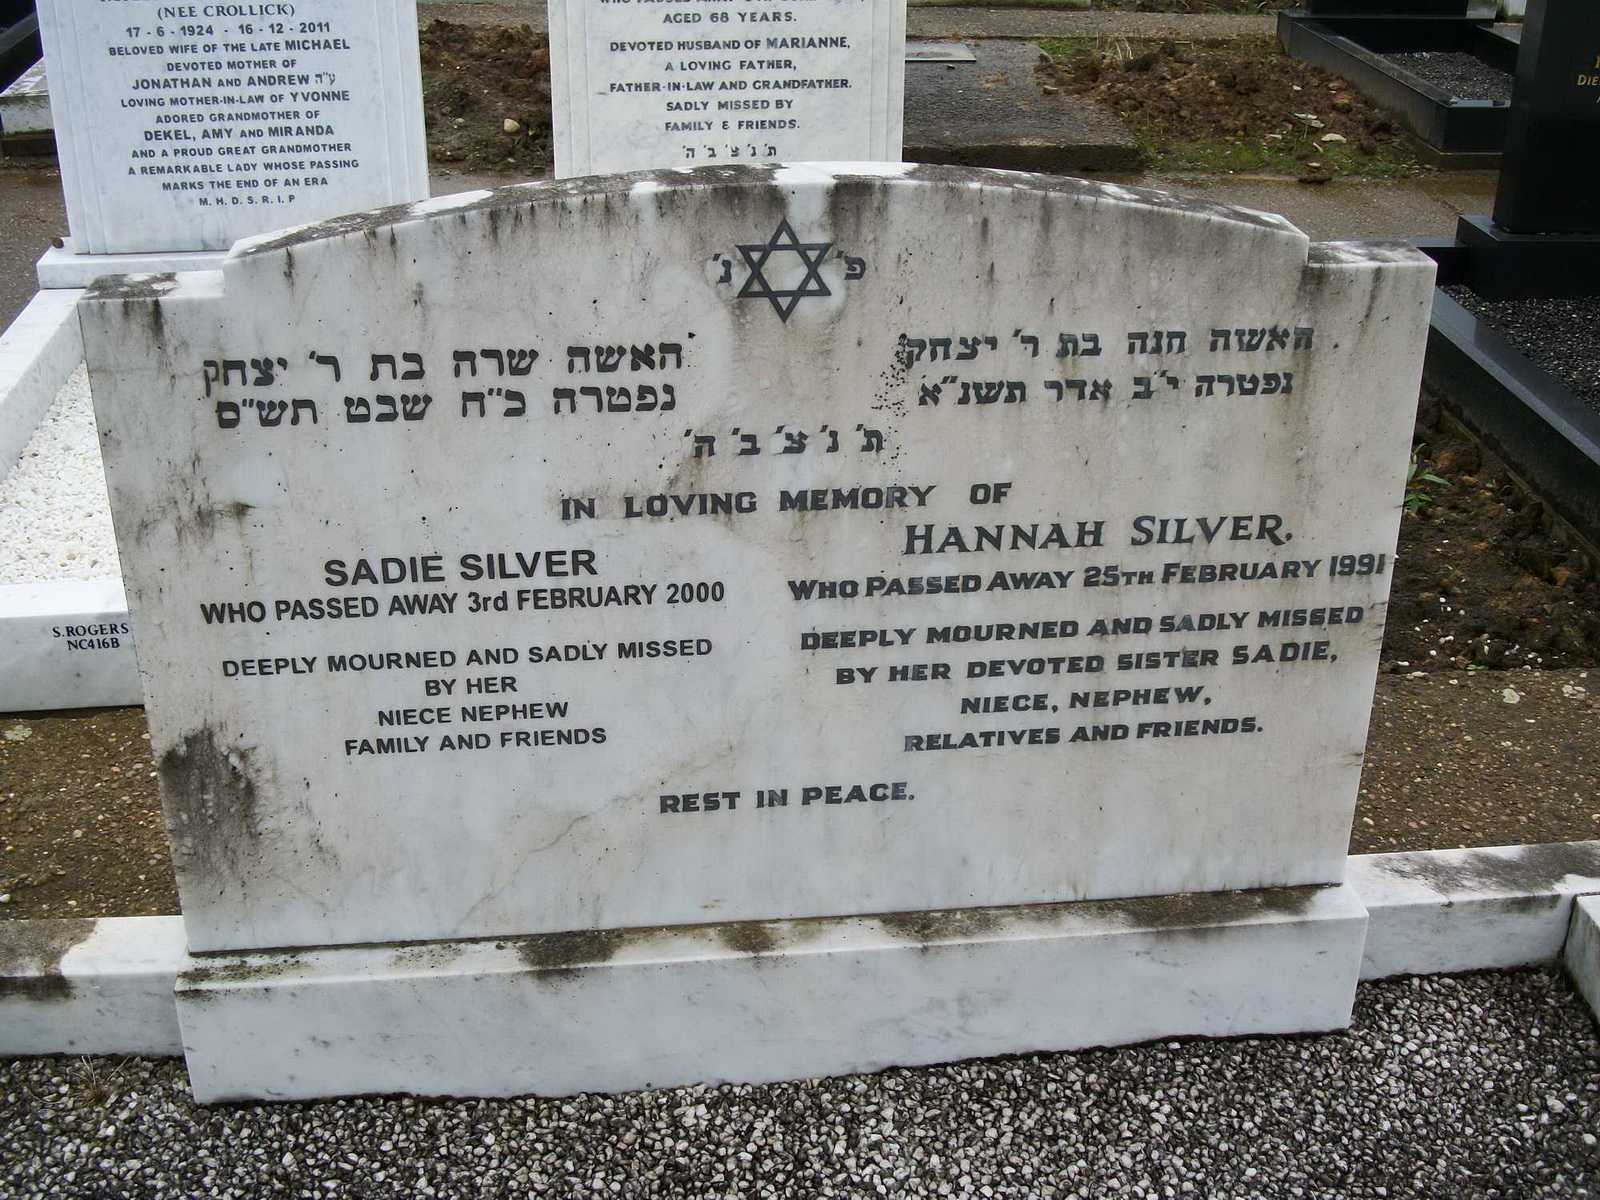 (NEE CROLLICK)
17 - 6 - 1924 - 16 - 12 - 2011
BELOVED WIFE OF THE LATE MICHAEL
DEVOTED MOTHER OF
JONATHAN AND ANDREW ע"ה
LOVING MOTHER-IN-LAW OF YVONNE
ADORED GRANDMOTHER OF
DEKEL, AMY AND MIRANDA
AND A PROUD GREAT GRANDMOTHER
A REMARKABLE LADY WHOSE PASSING
MARKS THE END OF AN ERA
M. H. D. S. R. I. P
WHO PASSED AWAY
AGED 68 YEARS.
DEVOTED HUSBAND OF MARIANNE,
A LOVING FATHER,
FATHER-IN-LAW AND GRANDFATHER.
SADLY MISSED BY
FAMILY & FRIENDS.
ת' נ' צ' ב' ה'
פ' נ'
האשה חנה בת ר' יצחק
נפטרה י"ב אדר תשנ"א
האשה שרה בת ר' יצחק
נפטרה כ"ח שבט תש"ס
ת' נ' צ' ב' ה'
IN LOVING MEMORY OF
SADIE SILVER
WHO PASSED AWAY 3rd FEBRUARY 2000
DEEPLY MOURNED AND SADLY MISSED
BY HER
NIECE NEPHEW
FAMILY AND FRIENDS
HANNAH SILVER.
WHO PASSED AWAY 25TH FEBRUARY 1991
DEEPLY MOURNED AND SADLY MISSED
BY HER DEVOTED SISTER SADIE,
NIECE, NEPHEW,
RELATIVES AND FRIENDS.
REST IN PEACE.
S. ROGERS
NC416B